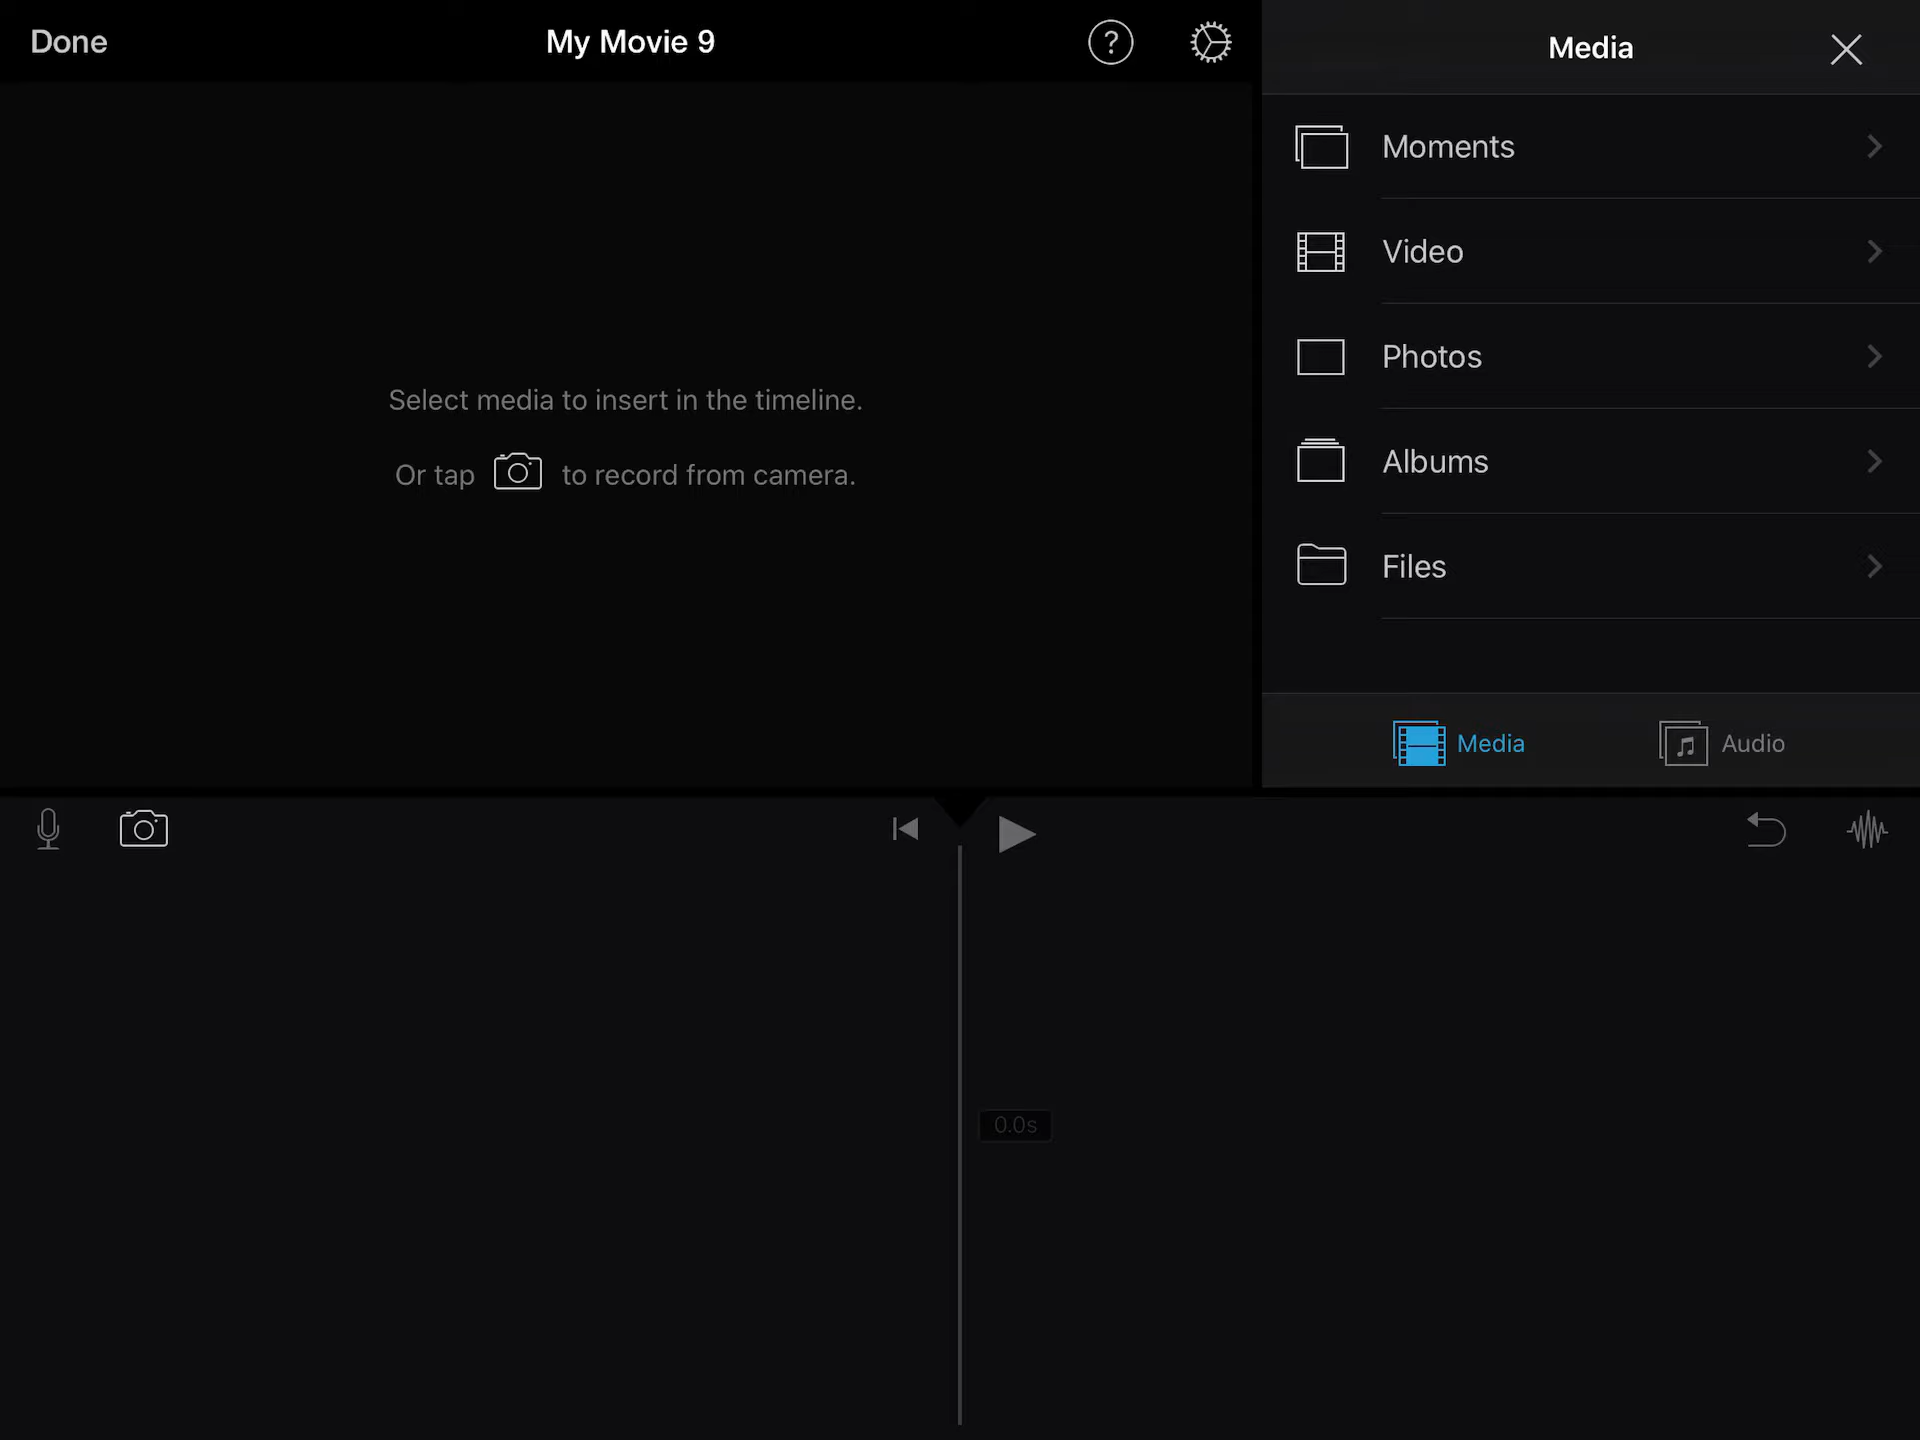 Done
My Movie 9
?
Media
Moments
Video
Photos
Albums
Files
Select media to insert in the timeline.
Or tap to record from camera.
Media
Audio
0.0s